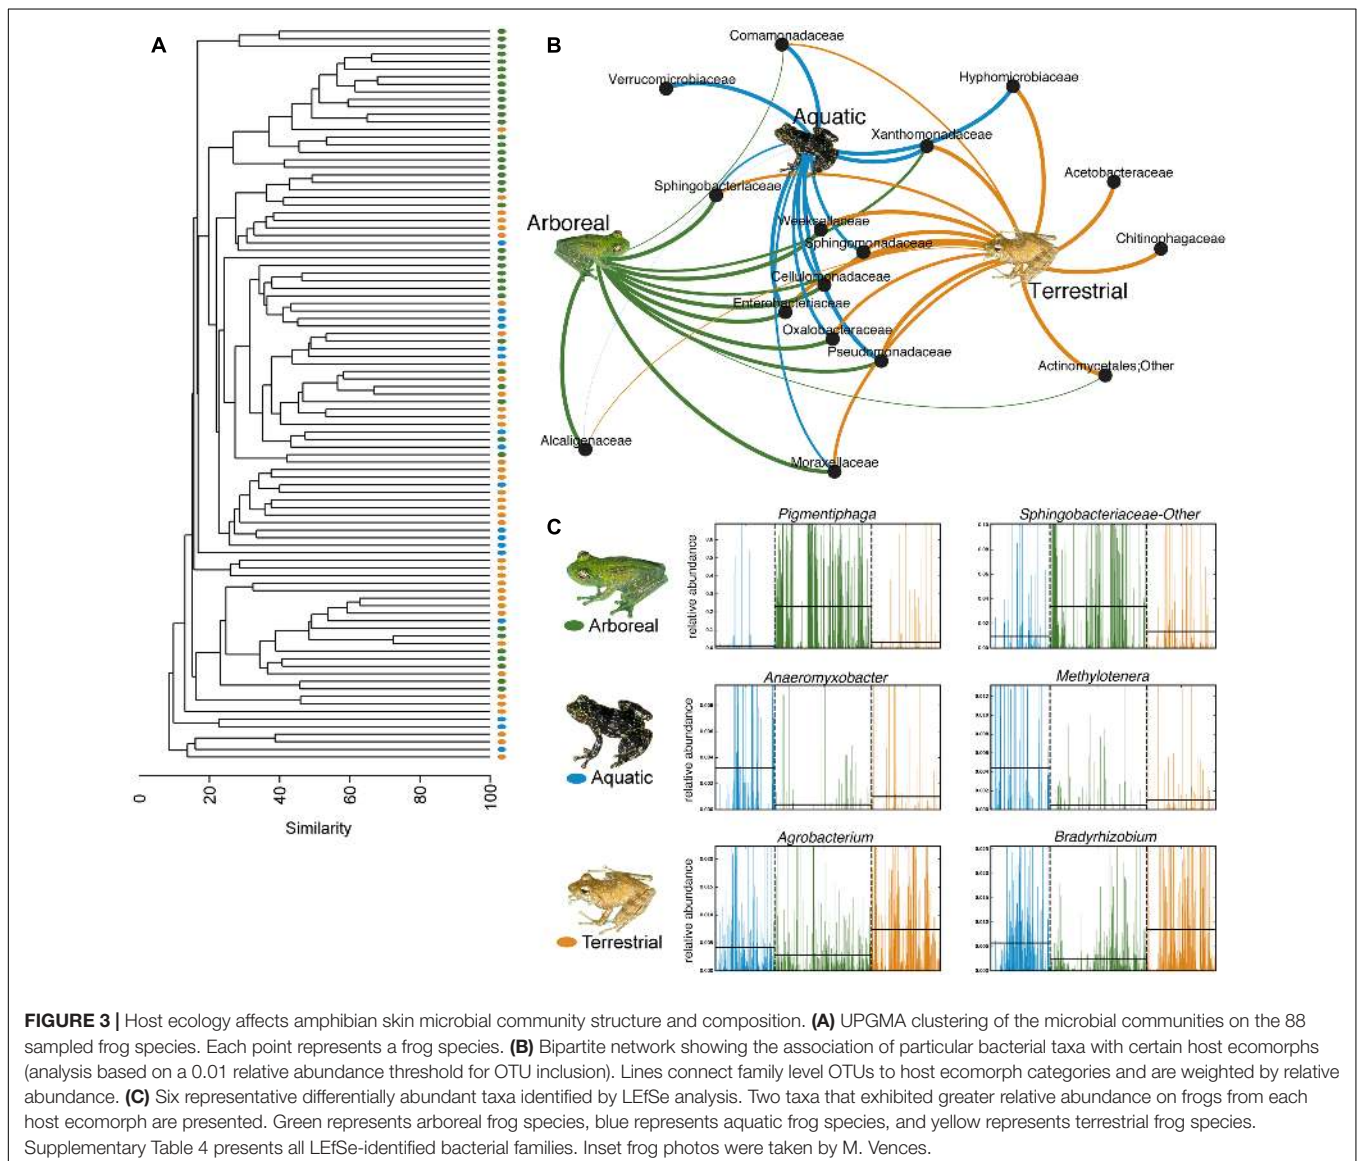 A
B
Comamonadaceae
Verrucomicrobiaceae
Hyphomicrobiaceae
Aquatic
Xanthomonadaceae
Acetobacteraceae
Sphingobacteriaceae
Arboreal
Weeksellaceae
Chitinophagaceae
Sphingomonadaceae
Cellulomonadaceae
Terrestrial
Enterobacteriaceae
Oxalobacteraceae
Pseudomonadaceae
Actinomycetales;Other
Alcaligenaceae
Moraxellaceae
0 20 40 60 80 100
Similarity
C
Pigmentiphaga
Sphingobacteriaceae-Other
relative abundance
Arboreal
Anaeromyxobacter
Methylotenera
relative abundance
Aquatic
Agrobacterium
Bradyrhizobium
relative abundance
Terrestrial
FIGURE 3 | Host ecology affects amphibian skin microbial community structure and composition. (A) UPGMA clustering of the microbial communities on the 88
sampled frog species. Each point represents a frog species. (B) Bipartite network showing the association of particular bacterial taxa with certain host ecomorphs
(analysis based on a 0.01 relative abundance threshold for OTU inclusion). Lines connect family level OTUs to host ecomorph categories and are weighted by relative
abundance. (C) Six representative differentially abundant taxa identified by LEfSe analysis. Two taxa that exhibited greater relative abundance on frogs from each
host ecomorph are presented. Green represents arboreal frog species, blue represents aquatic frog species, and yellow represents terrestrial frog species.
Supplementary Table 4 presents all LEfSe-identified bacterial families. Inset frog photos were taken by M. Vences.